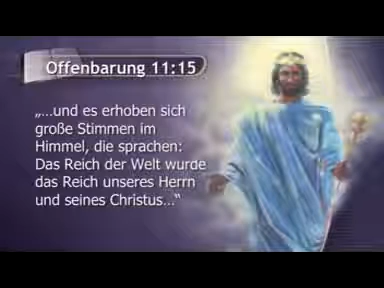 Offenbarung 11:15
„…und es erhoben sich
große Stimmen im
Himmel, die sprachen:
Das Reich der Welt wurde
das Reich unseres Herrn
und seines Christus…“